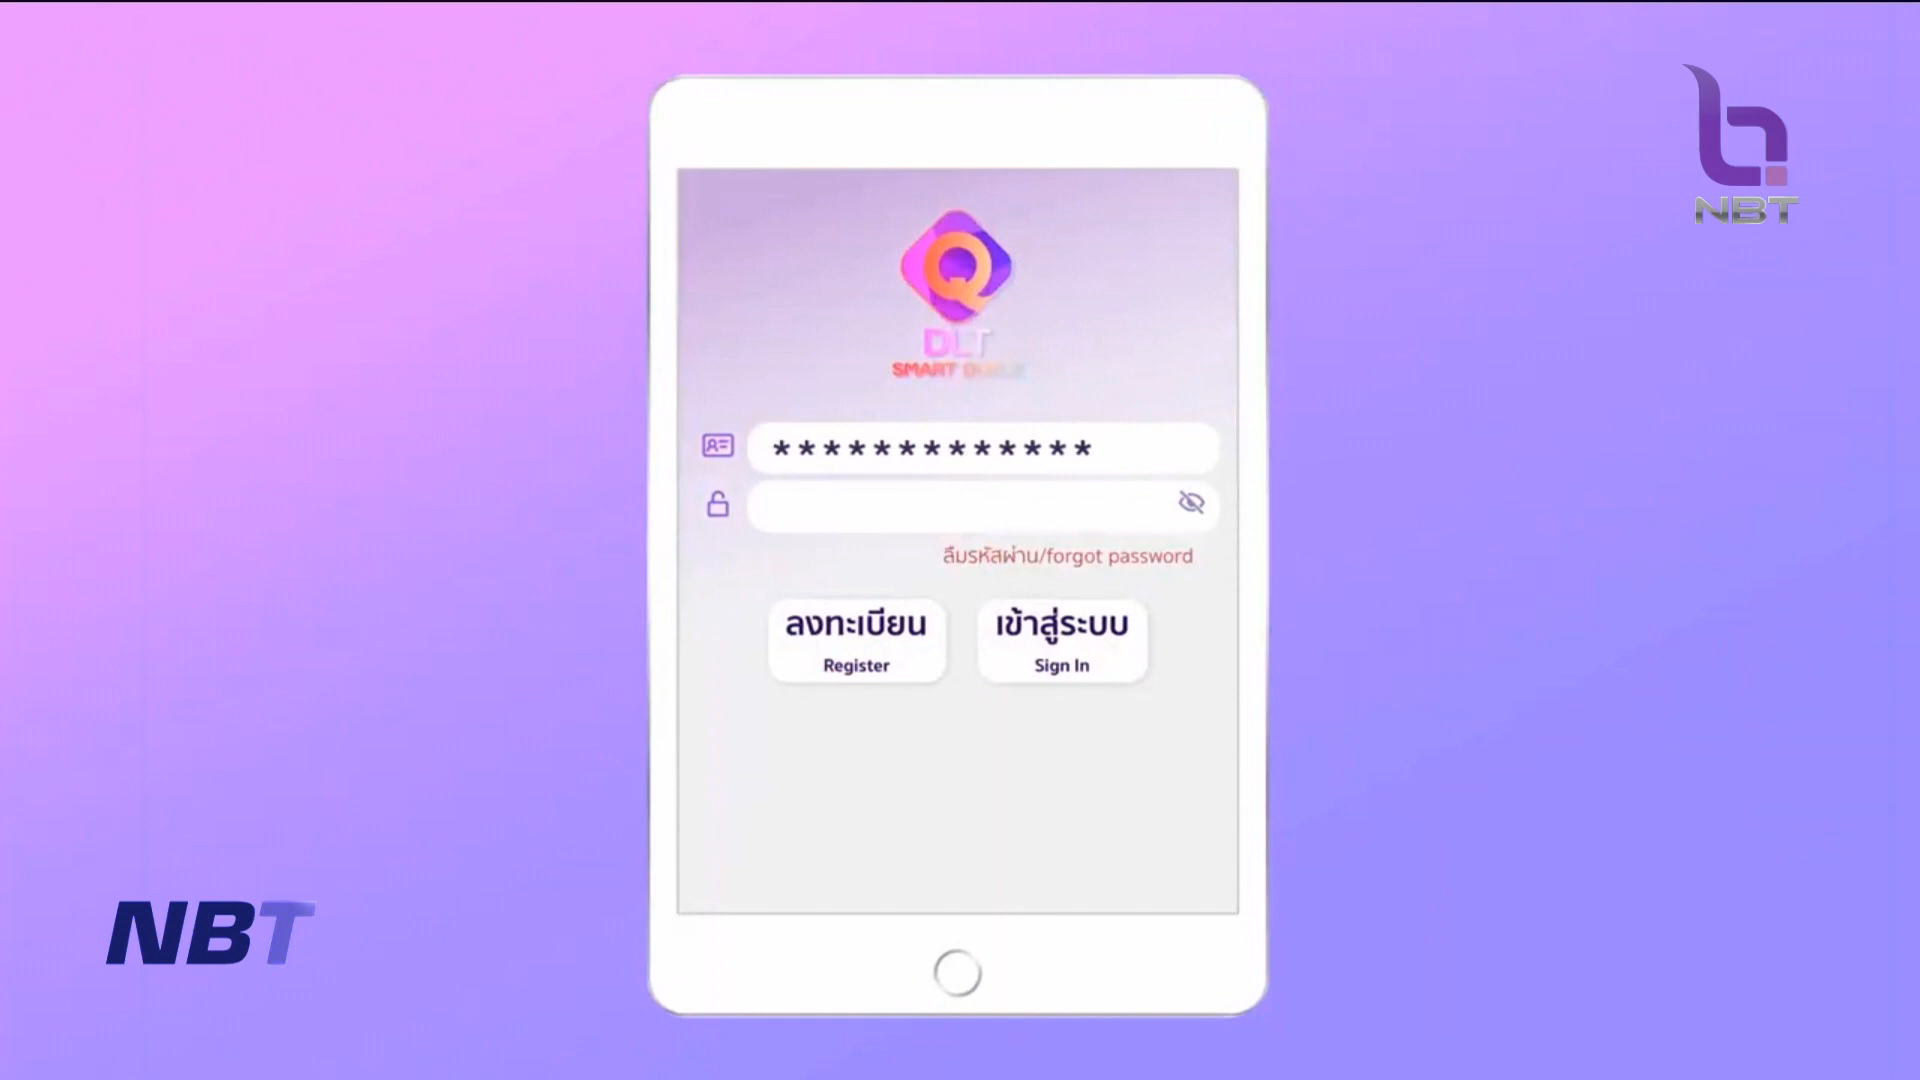 NBT
DLT
SMART
*************
ลืมรหัสผ่าน/forgot password
ลงทะเบียน
Register
เข้าสู่ระบบ
Sign In
NBT